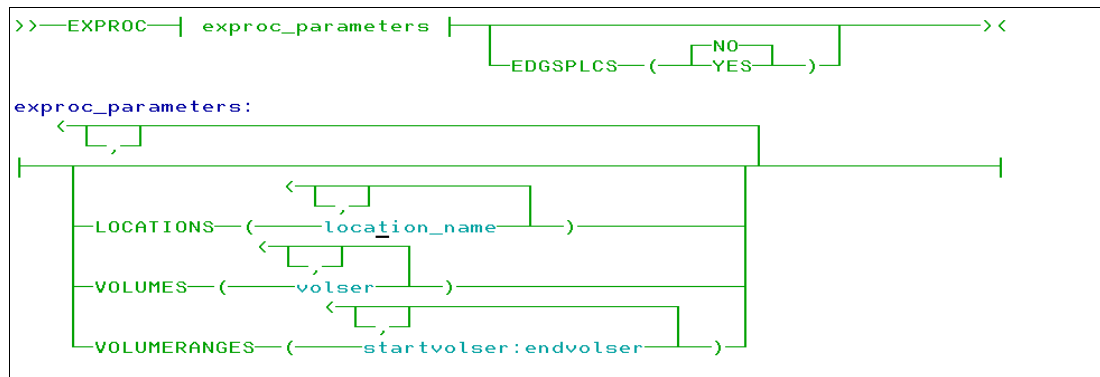 >>—EXPROC—┤ exproc_parameters ├—><
NO
EDGSPLCS—(—YES—)
exproc_parameters:
<
,
<
,
LOCATIONS—(—location_name—)
<
,
VOLUMES—(—volser—)
<
,
VOLUMERANGES—(—startvolser:endvolser—)